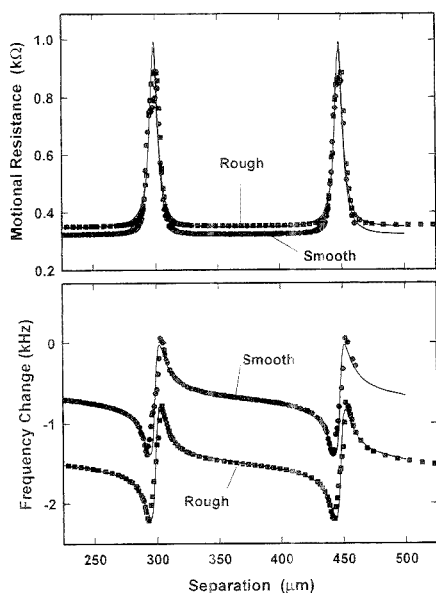 Motional Resistance (kΩ)
1.0
0.8
0.6
0.4
0.2
Rough
Smooth
Frequency Change (kHz)
0
-1
-2
Smooth
Rough
250 300 350 400 450 500
Separation (μm)